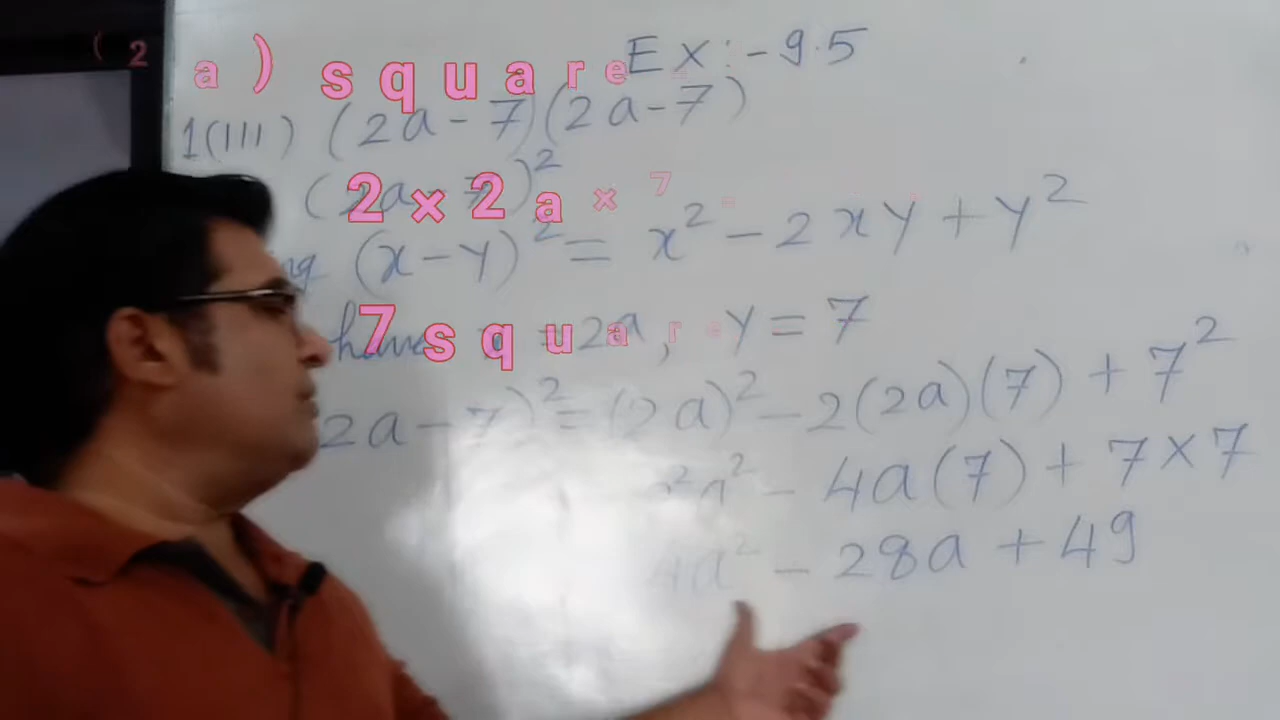 Ex:-9.5
( 2 a ) square
1(iii) (2a-7)(2a-7)
(2a-7)²
2 × 2 a × 7
(x-y)² = x² - 2xy + y²
have = 2a, y = 7
7 square
2a-7)² = (2a)² - 2(2a)(7) + 7²
²a² - 4a(7) + 7×7
4a² - 28a + 49